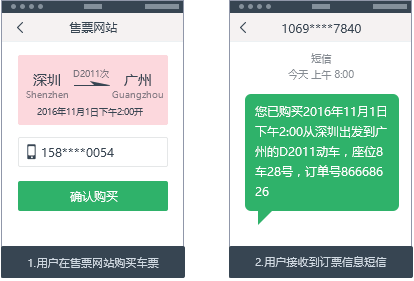 售票网站
D2011次
深圳 广州
Shenzhen Guangzhou
2016年11月1日下午2:00开
158****0054
确认购买
1.用户在售票网站购买车票
1069****7840
短信
今天 上午 8:00
您已购买2016年11月1日
下午2:00从深圳出发到广
州的D2011动车，座位8
车28号，订单号866686
26
2.用户接收到订票信息短信